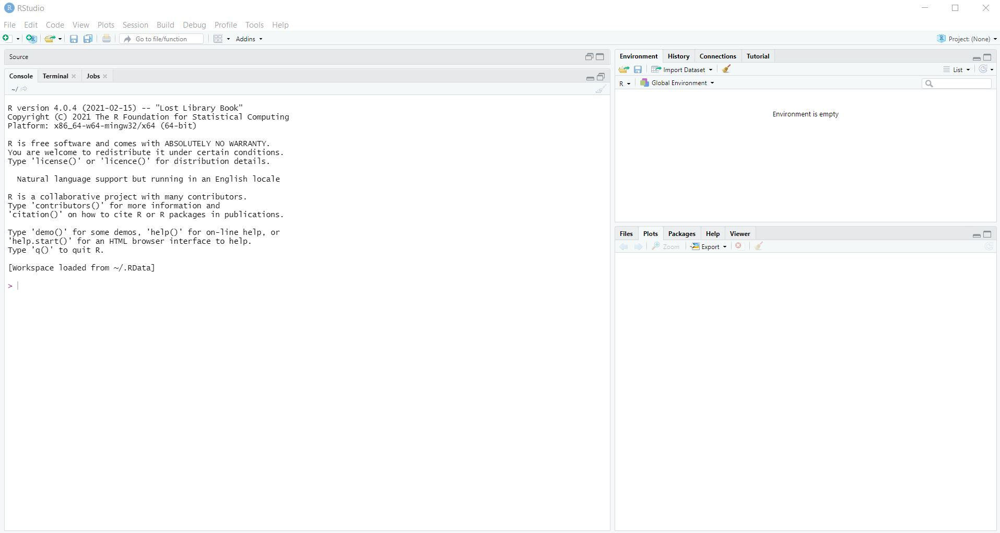 RStudio
File Edit Code View Plots Session Build Debug Profile Tools Help
Go to file/function Addins Project: (None)
Source
Console Terminal Jobs
~/
R version 4.0.4 (2021-02-15) -- "Lost Library Book"
Copyright (C) 2021 The R Foundation for Statistical Computing
Platform: x86_64-w64-mingw32/x64 (64-bit)
R is free software and comes with ABSOLUTELY NO WARRANTY.
You are welcome to redistribute it under certain conditions.
Type 'license()' or 'licence()' for distribution details.
Natural language support but running in an English locale
R is a collaborative project with many contributors.
Type 'contributors()' for more information and
'citation()' on how to cite R or R packages in publications.
Type 'demo()' for some demos, 'help()' for on-line help, or
'help.start()' for an HTML browser interface to help.
Type 'q()' to quit R.
[Workspace loaded from ~/.RData]
>
Environment History Connections Tutorial
Import Dataset List
R Global Environment
Environment is empty
Files Plots Packages Help Viewer
Zoom Export